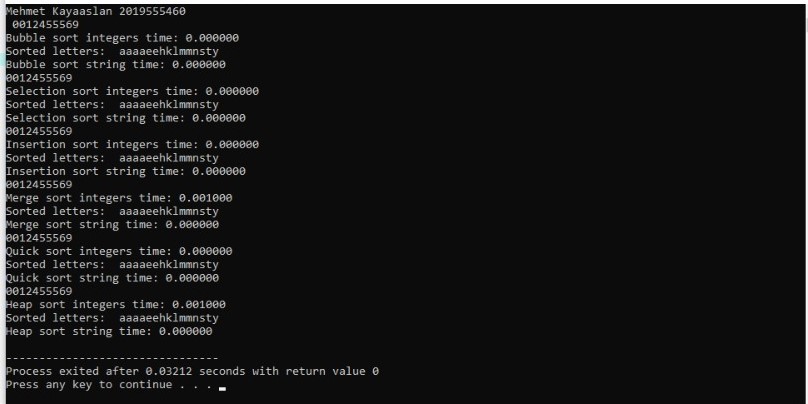 Mehmet Kayaaslan 2019555460
0012455569
Bubble sort integers time: 0.000000
Sorted letters:  aaaaeehklmmnsty
Bubble sort string time: 0.000000
0012455569
Selection sort integers time: 0.000000
Sorted letters:  aaaaeehklmmnsty
Selection sort string time: 0.000000
0012455569
Insertion sort integers time: 0.000000
Sorted letters:  aaaaeehklmmnsty
Insertion sort string time: 0.000000
0012455569
Merge sort integers time: 0.001000
Sorted letters:  aaaaeehklmmnsty
Merge sort string time: 0.000000
0012455569
Quick sort integers time: 0.000000
Sorted letters:  aaaaeehklmmnsty
Quick sort string time: 0.000000
0012455569
Heap sort integers time: 0.001000
Sorted letters:  aaaaeehklmmnsty
Heap sort string time: 0.000000
--------------------------------
Process exited after 0.03212 seconds with return value 0
Press any key to continue . . .